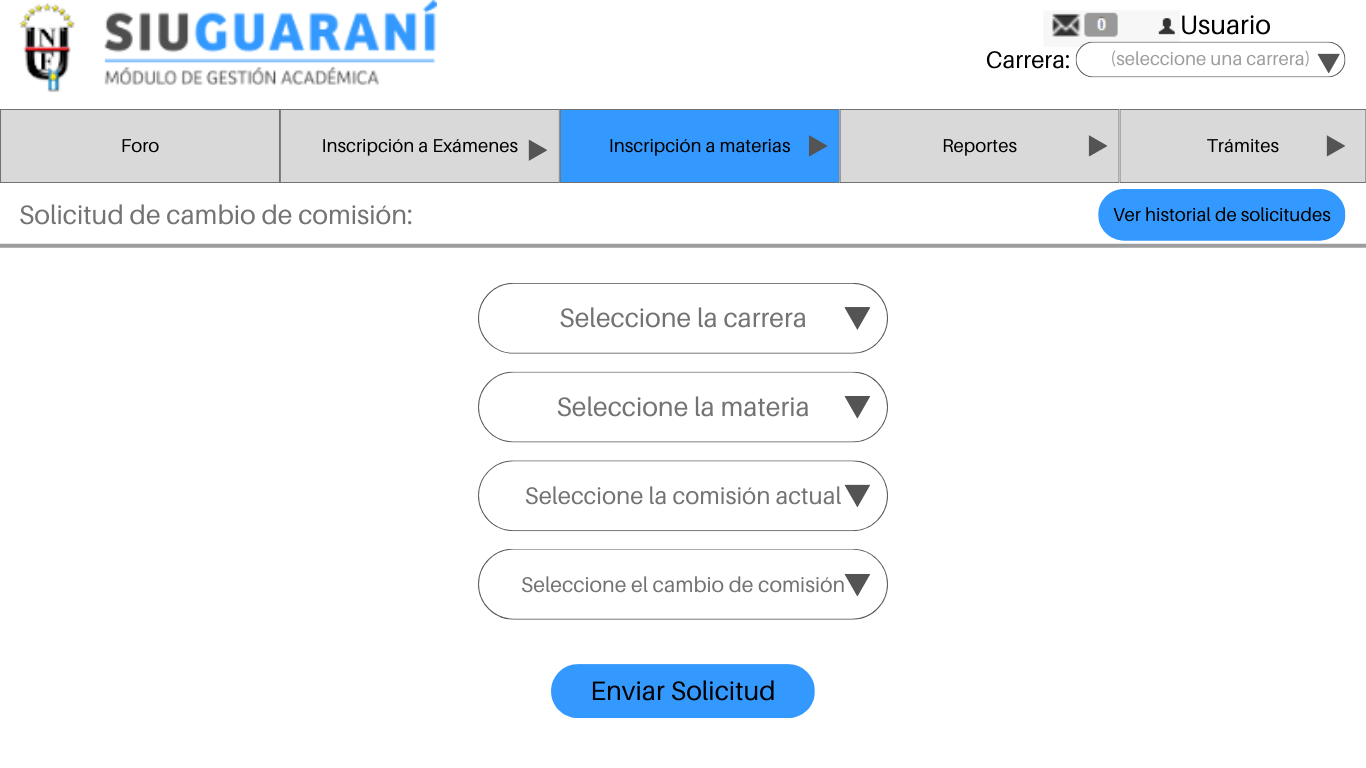 UNF
SIUGUARANÍ
MÓDULO DE GESTIÓN ACADÉMICA
0
Usuario
Carrera: (seleccione una carrera)
Foro
Inscripción a Exámenes
Inscripción a materias
Reportes
Trámites
Solicitud de cambio de comisión:
Ver historial de solicitudes
Seleccione la carrera
Seleccione la materia
Seleccione la comisión actual
Seleccione el cambio de comisión
Enviar Solicitud